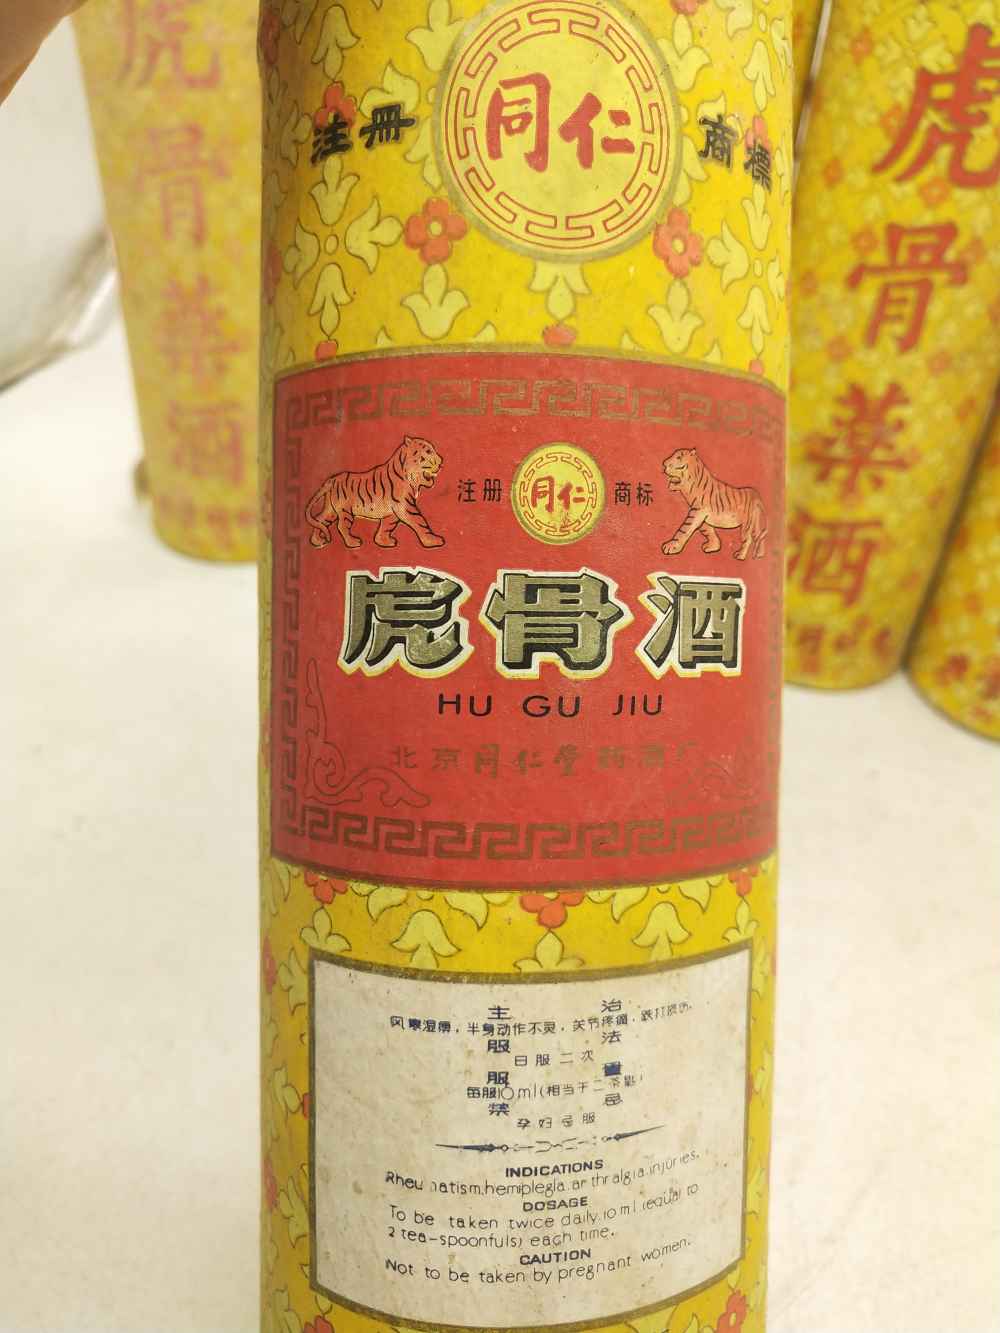 注册 同仁 商標
注册 同仁 商标
虎骨酒
HU GU JIU
北京同仁堂药酒厂
主治
风寒湿痹，半身动作不灵，关节疼痛，跌打损伤。
服法
日服二次
服量
每服10ml(相当于二茶匙)
禁忌
孕妇忌服
INDICATIONS
Rheumatism.hemiplegia.arthralgia.injuries.
DOSAGE
To be taken twice daily.10ml(equal to
2 tea-spoonfuls) each time.
CAUTION
Not to be taken by pregnant women.
虎骨药酒
虎骨药酒